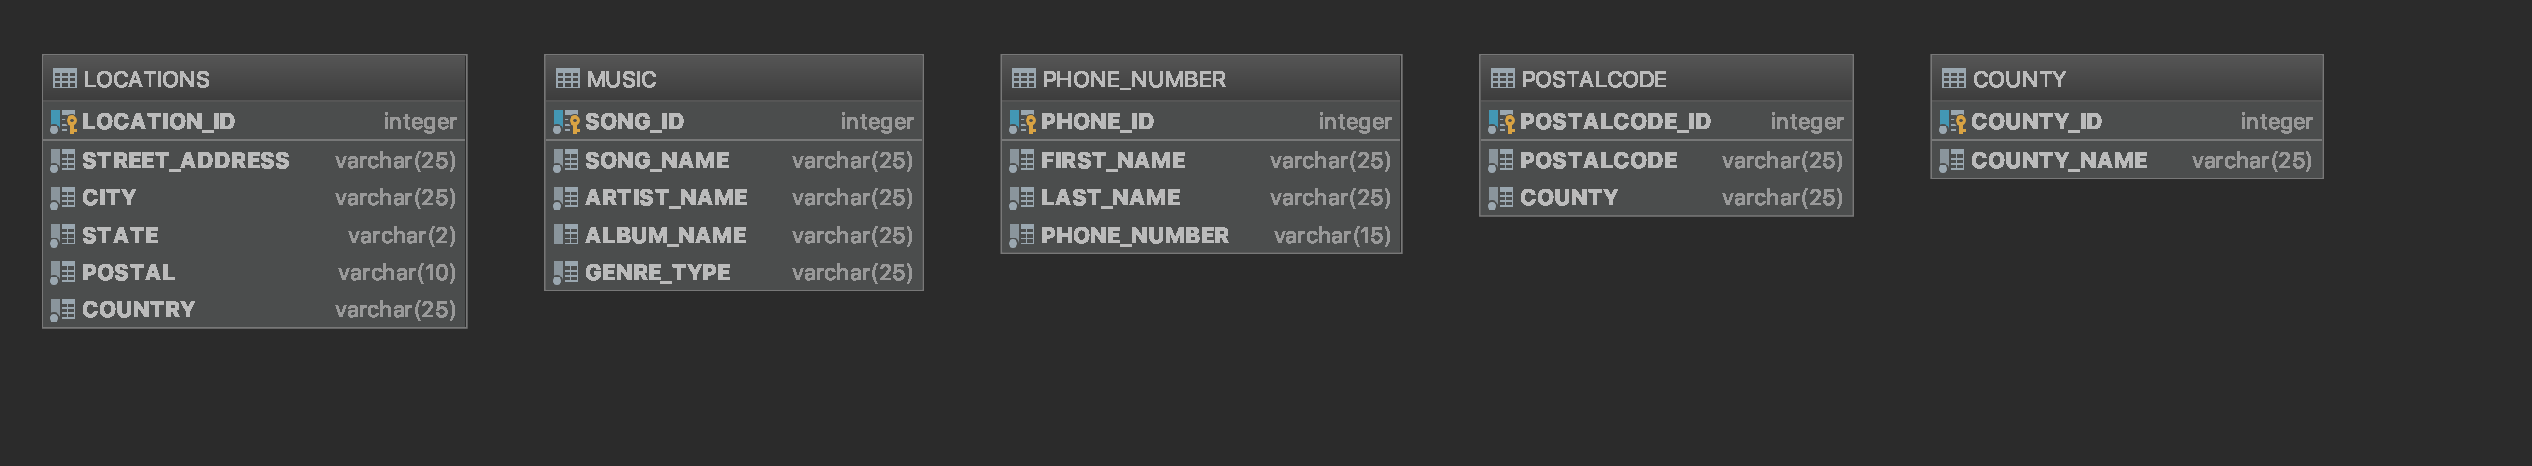 LOCATIONS
LOCATION_ID integer
STREET_ADDRESS varchar(25)
CITY varchar(25)
STATE varchar(2)
POSTAL varchar(10)
COUNTRY varchar(25)
MUSIC
SONG_ID integer
SONG_NAME varchar(25)
ARTIST_NAME varchar(25)
ALBUM_NAME varchar(25)
GENRE_TYPE varchar(25)
PHONE_NUMBER
PHONE_ID integer
FIRST_NAME varchar(25)
LAST_NAME varchar(25)
PHONE_NUMBER varchar(15)
POSTALCODE
POSTALCODE_ID integer
POSTALCODE varchar(25)
COUNTY varchar(25)
COUNTY
COUNTY_ID integer
COUNTY_NAME varchar(25)